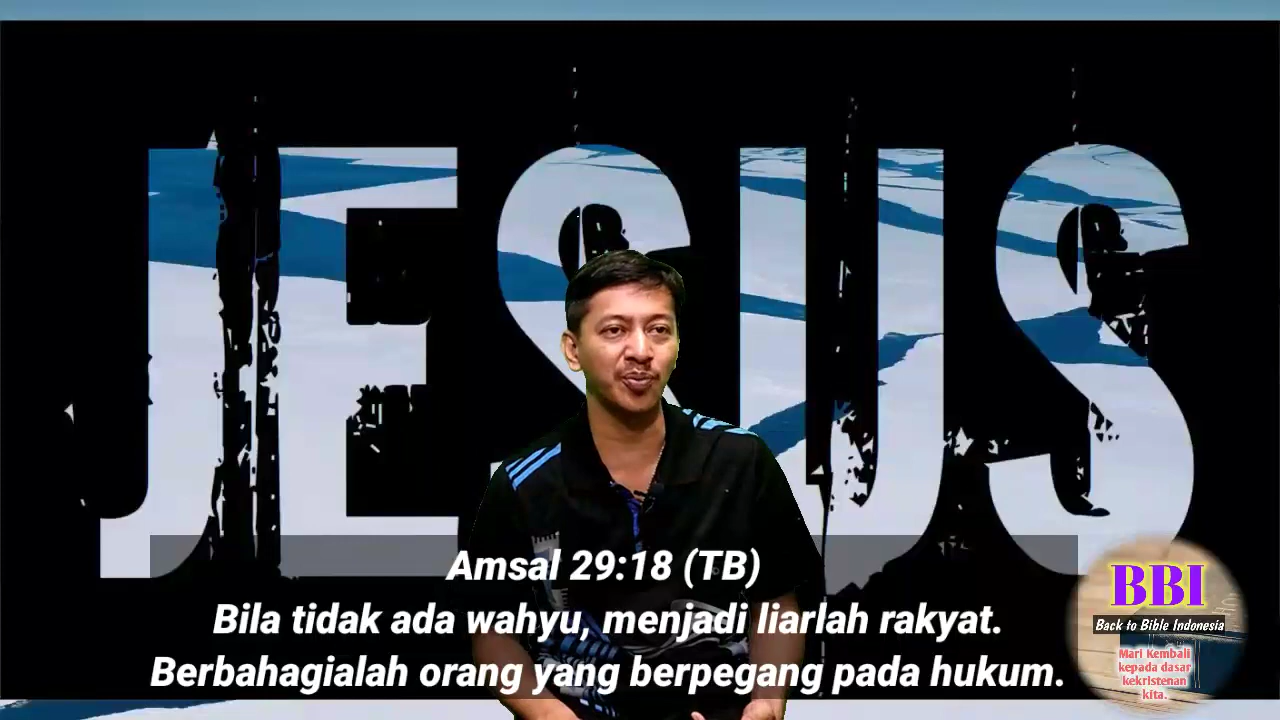 JESUS
Amsal 29:18 (TB)
Bila tidak ada wahyu, menjadi liarlah rakyat.
Berbahagialah orang yang berpegang pada hukum.
BBI
Back to Bible Indonesia
Mari Kembali
kepada dasar
kekristenan
kita.